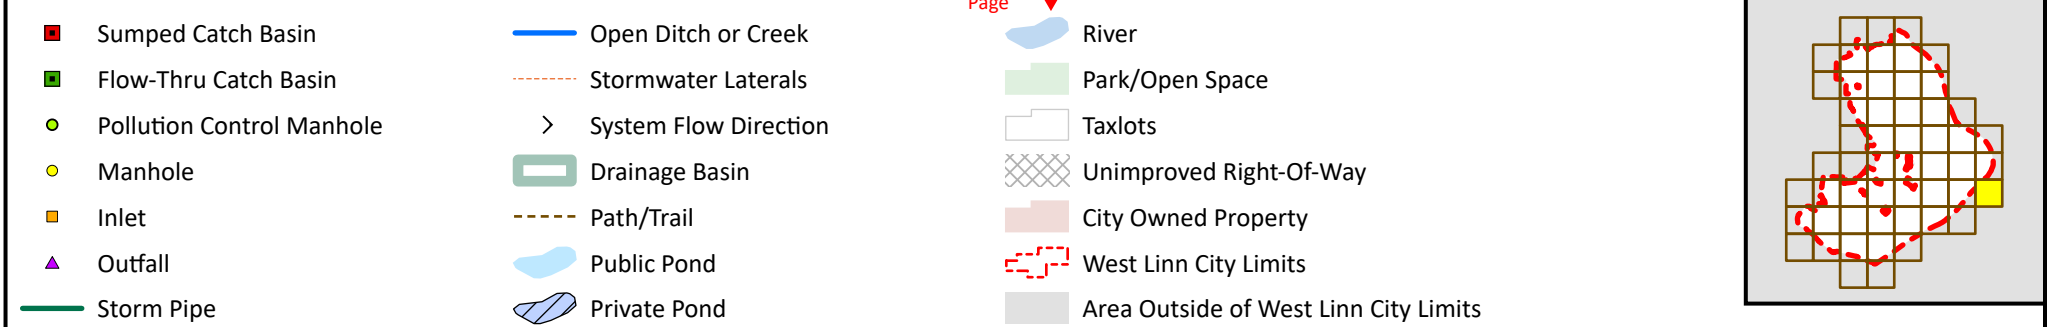 Page
Sumped Catch Basin
Flow-Thru Catch Basin
Pollution Control Manhole
Manhole
Inlet
Outfall
Storm Pipe
Open Ditch or Creek
Stormwater Laterals
System Flow Direction
Drainage Basin
Path/Trail
Public Pond
Private Pond
River
Park/Open Space
Taxlots
Unimproved Right-Of-Way
City Owned Property
West Linn City Limits
Area Outside of West Linn City Limits